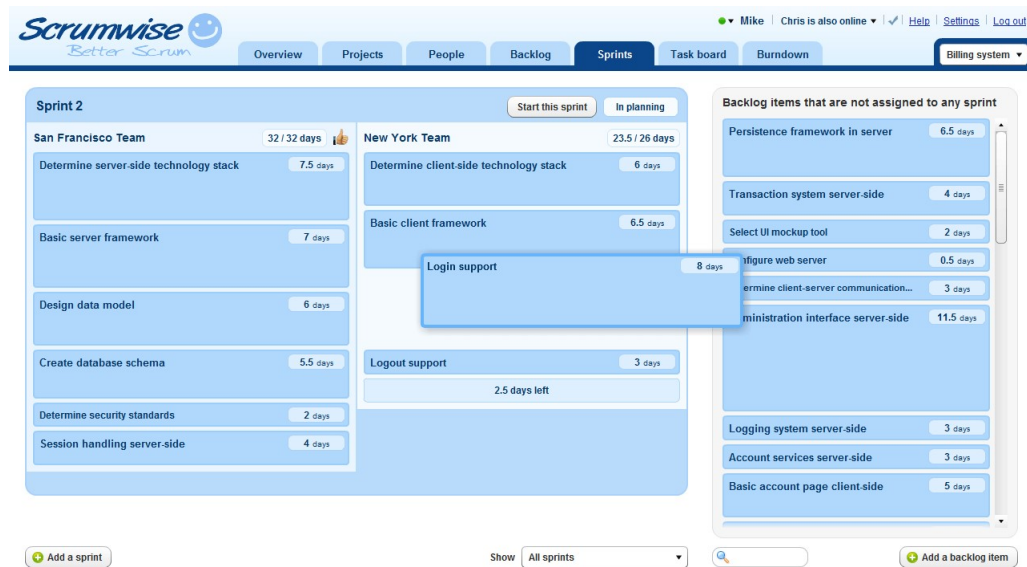 Scrumwise
Better Scrum
Mike Chris is also online Help Settings Log out
Overview Projects People Backlog Sprints Task board Burndown Billing system
Sprint 2 Start this sprint In planning
San Francisco Team 32 / 32 days
Determine server-side technology stack 7.5 days
Basic server framework 7 days
Design data model 6 days
Create database schema 5.5 days
Determine security standards 2 days
Session handling server-side 4 days
New York Team 23.5 / 26 days
Determine client-side technology stack 6 days
Basic client framework 6.5 days
Login support 8 days
Logout support 3 days
2.5 days left
Backlog items that are not assigned to any sprint
Persistence framework in server 6.5 days
Transaction system server-side 4 days
Select UI mockup tool 2 days
nfigure web server 0.5 days
ermine client-server communication... 3 days
ministration interface server-side 11.5 days
Logging system server-side 3 days
Account services server-side 3 days
Basic account page client-side 5 days
Add a sprint Show All sprints Add a backlog item